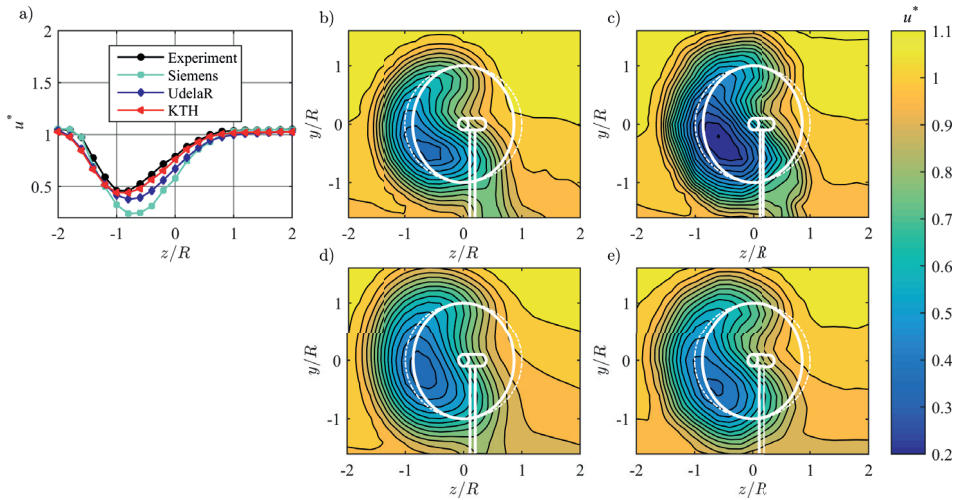 a)
2
1.5
1
0.5
u*
-2 -1 0 1 2
z/R
Experiment
Siemens
UdelaR
KTH
b)
1
0
-1
y/R
-2 -1 0 1 2
z/R
c)
1
0
-1
y/R
-2 -1 0 1 2
z/R
d)
1
0
-1
y/R
-2 -1 0 1 2
z/R
e)
1
0
-1
y/R
-2 -1 0 1 2
z/R
u*
1.1
1
0.9
0.8
0.7
0.6
0.5
0.4
0.3
0.2